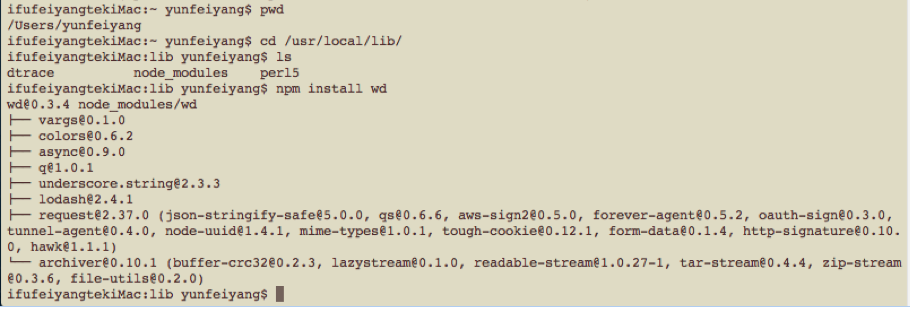 ifufeiyangtekiMac:~ yunfeiyang$ pwd
/Users/yunfeiyang
ifufeiyangtekiMac:~ yunfeiyang$ cd /usr/local/lib/
ifufeiyangtekiMac:lib yunfeiyang$ ls
dtrace          node_modules    perl5
ifufeiyangtekiMac:lib yunfeiyang$ npm install wd
wd@0.3.4 node_modules/wd
├── vargs@0.1.0
├── colors@0.6.2
├── async@0.9.0
├── q@1.0.1
├── underscore.string@2.3.3
├── lodash@2.4.1
├── request@2.37.0 (json-stringify-safe@5.0.0, qs@0.6.6, aws-sign2@0.5.0, forever-agent@0.5.2, oauth-sign@0.3.0,
tunnel-agent@0.4.0, node-uuid@1.4.1, mime-types@1.0.1, tough-cookie@0.12.1, form-data@0.1.4, http-signature@0.10.
0, hawk@1.1.1)
└── archiver@0.10.1 (buffer-crc32@0.2.3, lazystream@0.1.0, readable-stream@1.0.27-1, tar-stream@0.4.4, zip-stream
@0.3.6, file-utils@0.2.0)
ifufeiyangtekiMac:lib yunfeiyang$